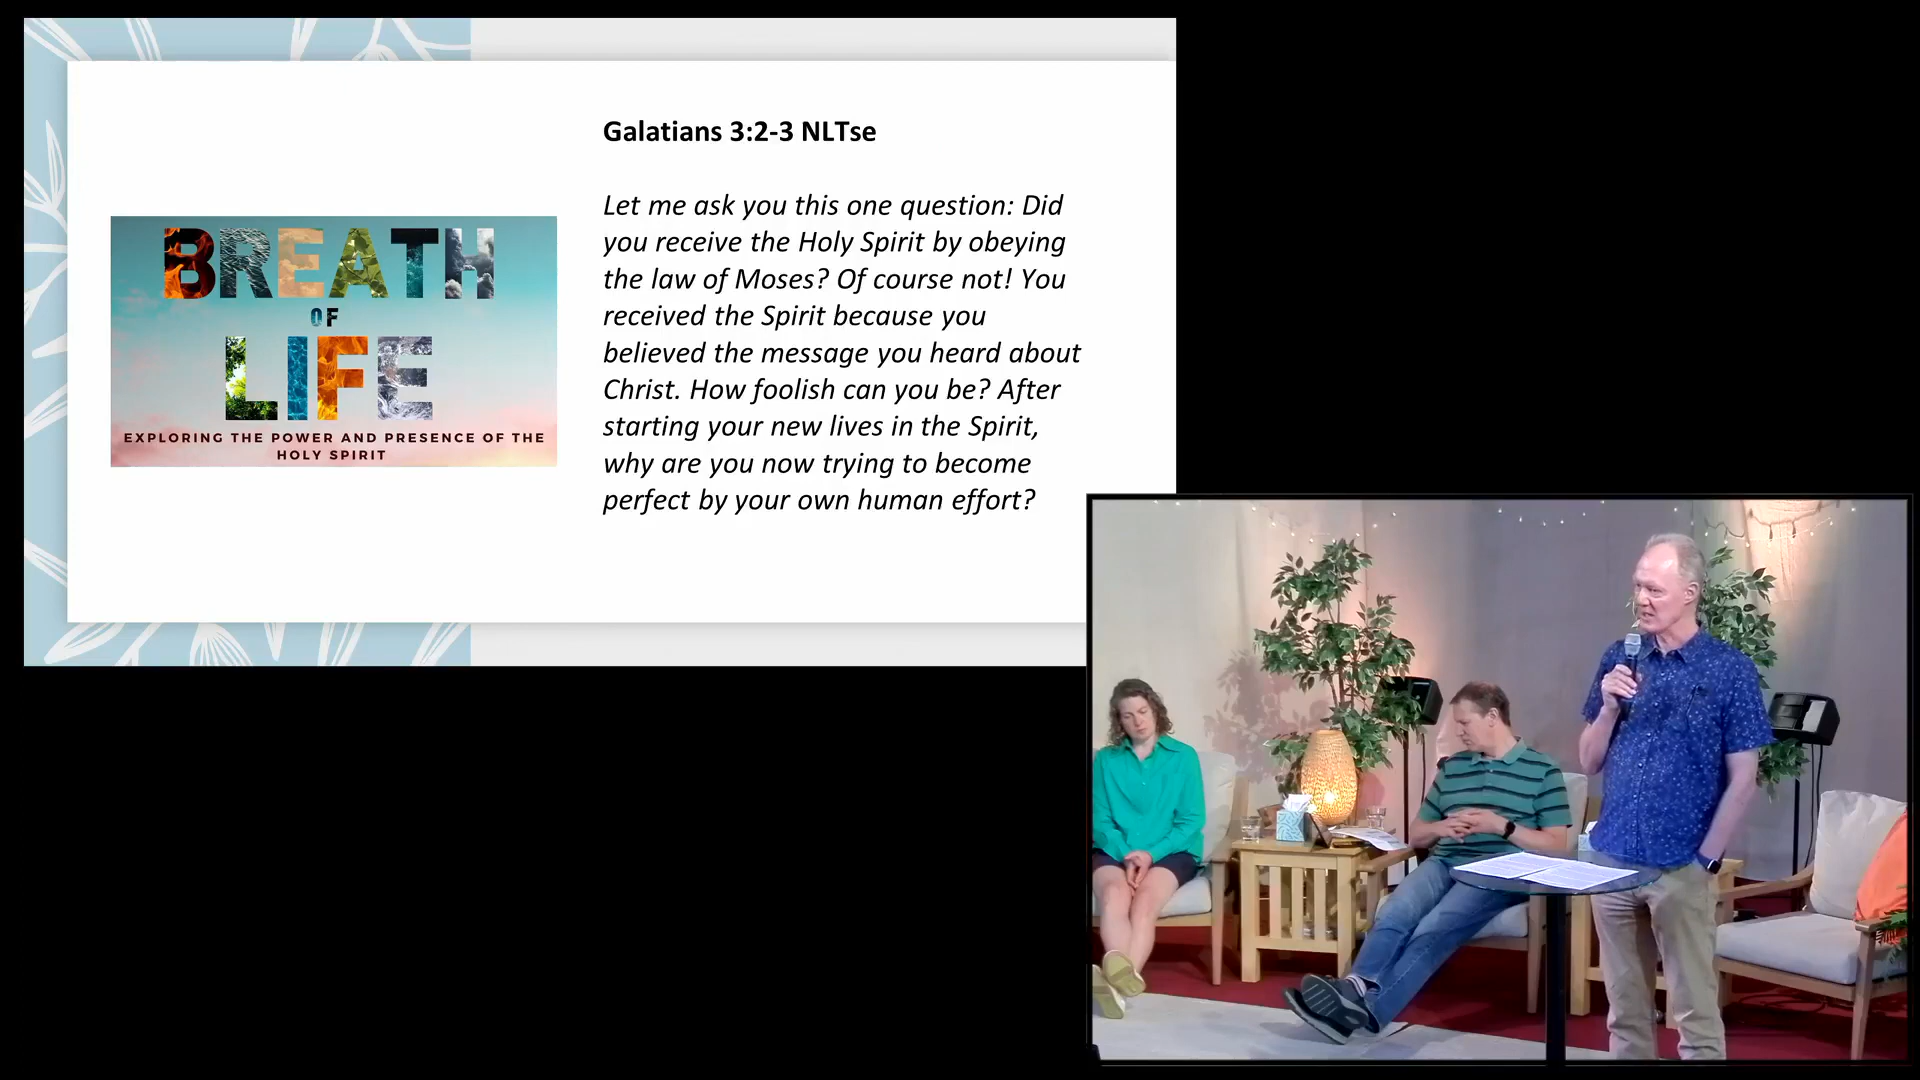 Galatians 3:2-3 NLTse
Let me ask you this one question: Did
you receive the Holy Spirit by obeying
the law of Moses? Of course not! You
received the Spirit because you
believed the message you heard about
Christ. How foolish can you be? After
starting your new lives in the Spirit,
why are you now trying to become
perfect by your own human effort?
BREATH
OF
LIFE
EXPLORING THE POWER AND PRESENCE OF THE
HOLY SPIRIT